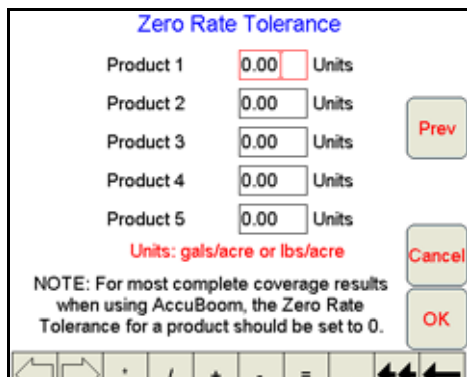 Zero Rate Tolerance
Product 1 0.00 Units
Product 2 0.00 Units
Product 3 0.00 Units
Product 4 0.00 Units
Product 5 0.00 Units
Prev
Units: gals/acre or lbs/acre
Cancel
NOTE: For most complete coverage results
when using AccuBoom, the Zero Rate
Tolerance for a product should be set to 0.
OK